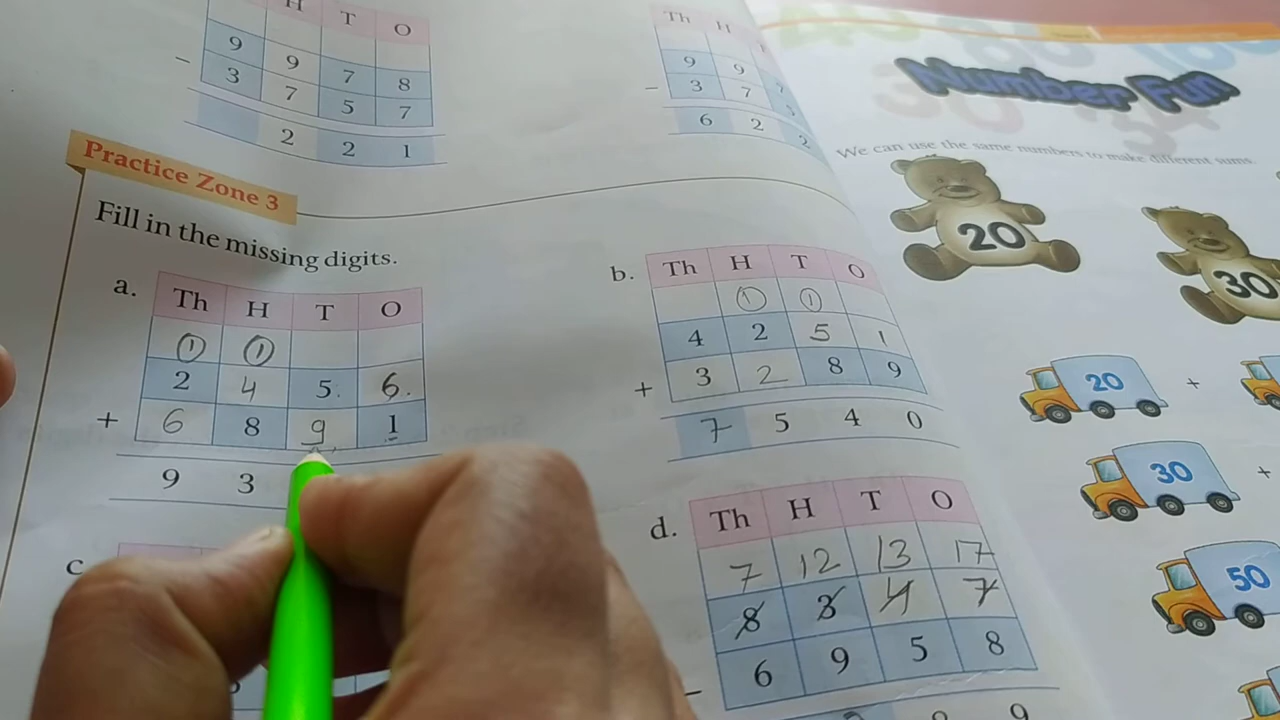 H T O
9 9 7 8
− 3 7 5 7
2 2 1
Th H
9 9
− 3 7
6 2 2
Practice Zone 3
Fill in the missing digits.
a. Th H T O
1 1
2 4 5. 6.
+ 6 8 9 1
9 3
b. Th H T O
1 1
4 2 5 1
+ 3 2 8 9
7 5 4 0
c
d. Th H T O
7 12 13 17
8 3 4 7
− 6 9 5 8
9
Number Fun
We can use the same numbers to make different sums.
20
30
20 +
30 +
50